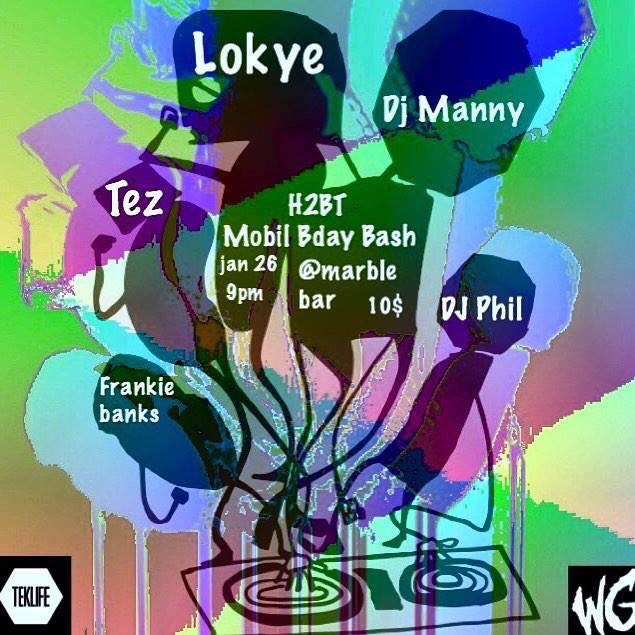 Lokye
Dj Manny
Tez
H2BT
Mobil Bday Bash
jan 26
9pm
@marble
bar 10$
DJ Phil
Frankie
banks
TEKLIFE
WG